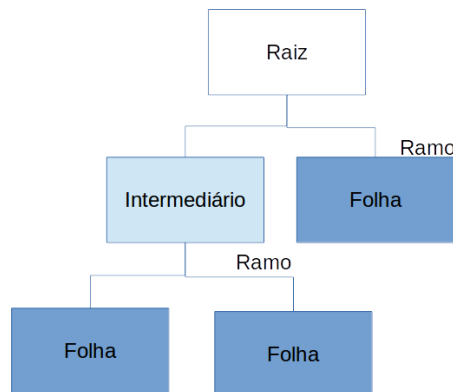 Raiz
Ramo
Intermediário
Folha
Ramo
Folha
Folha